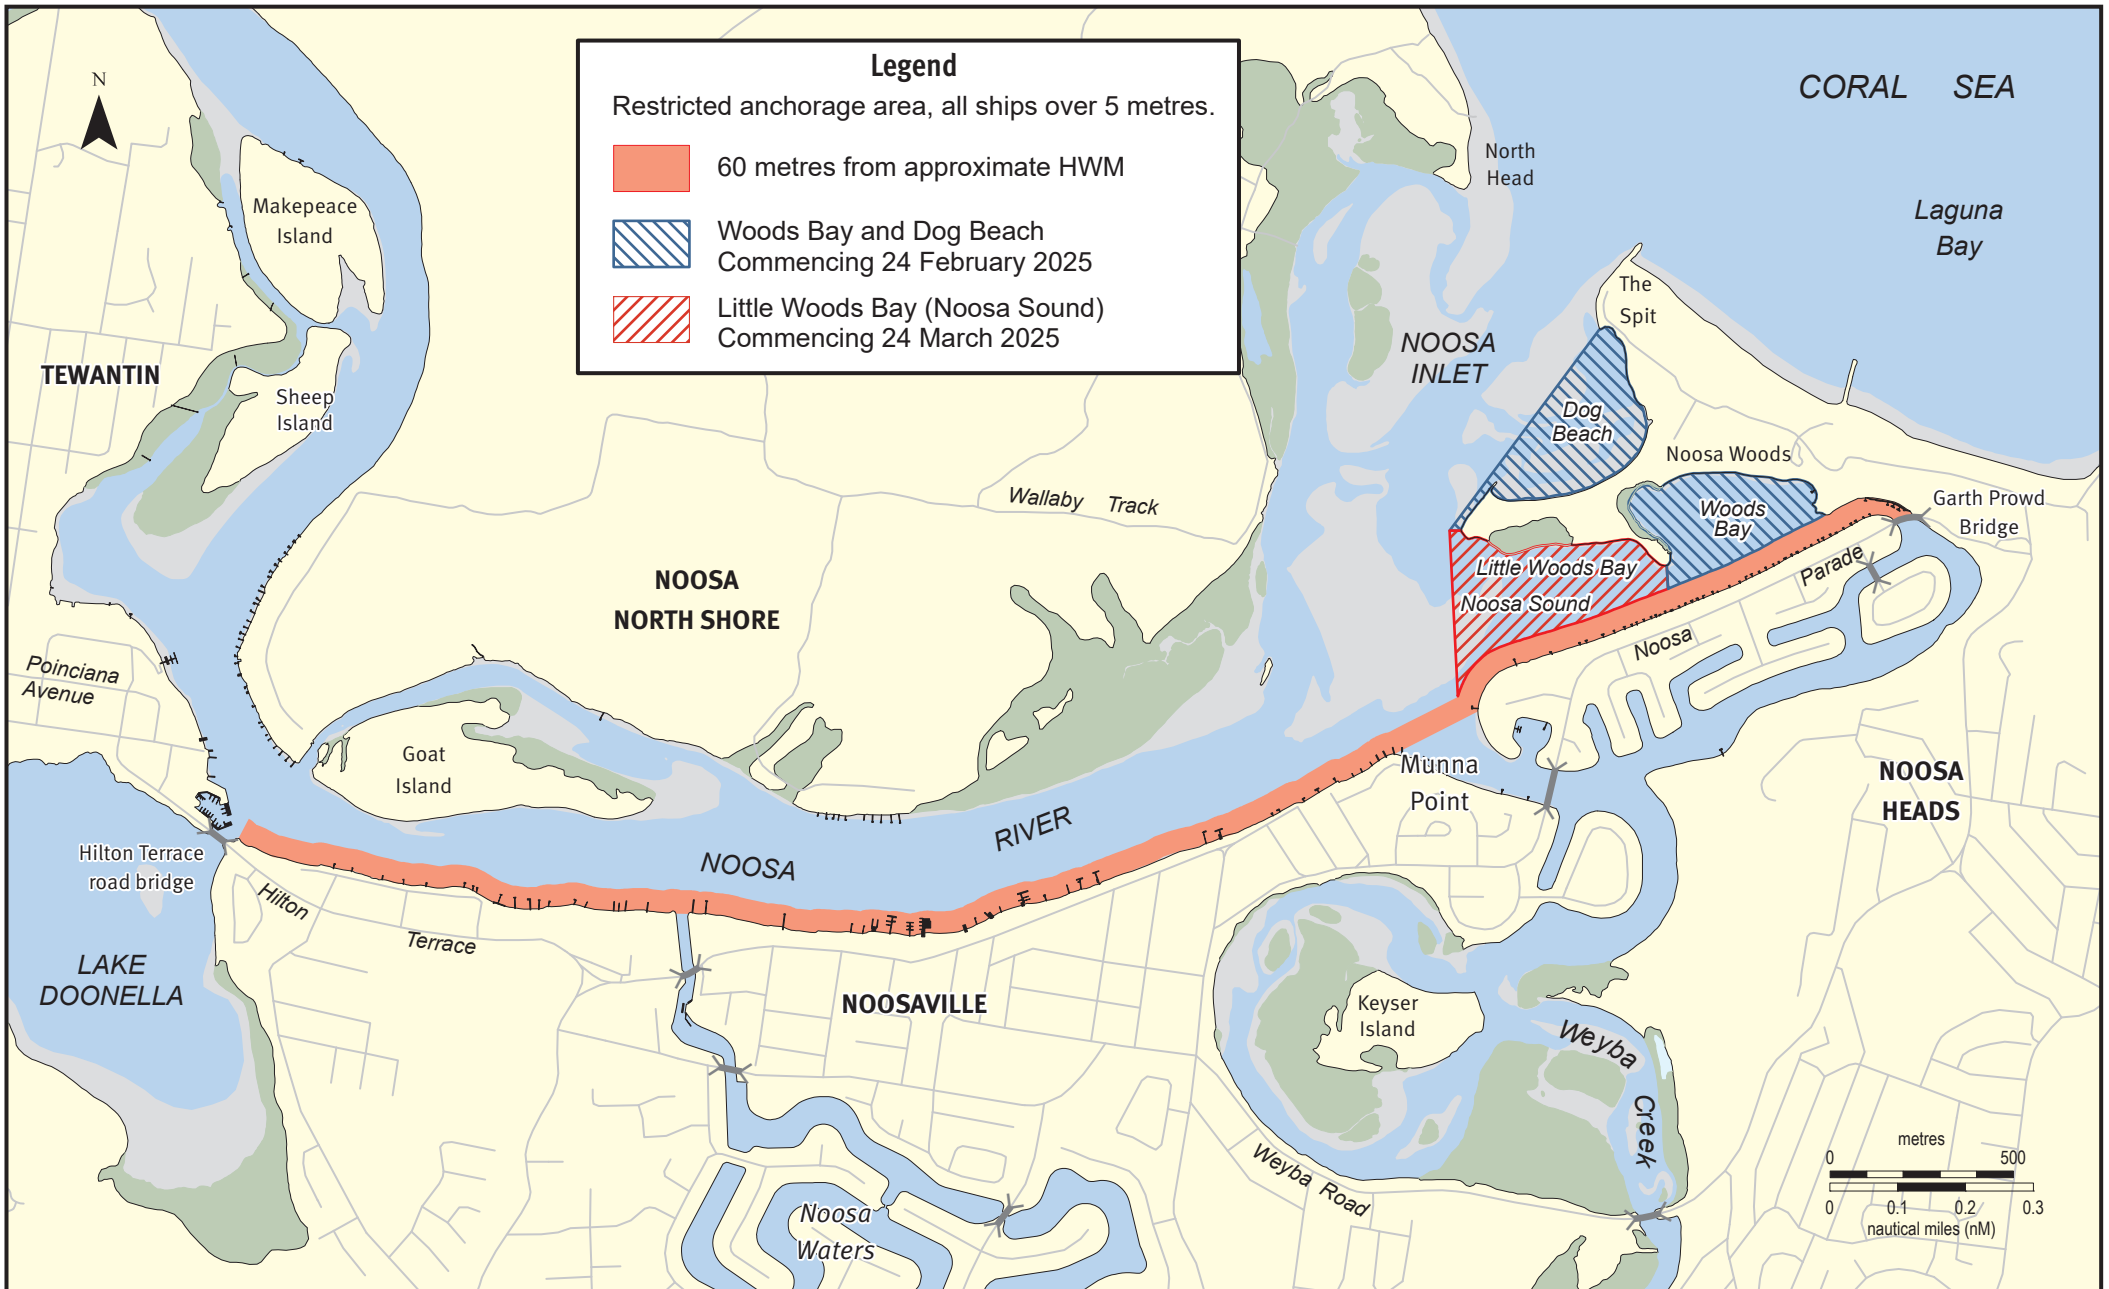 Legend
Restricted anchorage area, all ships over 5 metres.
60 metres from approximate HWM
Woods Bay and Dog Beach
Commencing 24 February 2025
Little Woods Bay (Noosa Sound)
Commencing 24 March 2025
N
CORAL SEA
Laguna
Bay
North
Head
The
Spit
NOOSA
INLET
Makepeace
Island
TEWANTIN
Sheep
Island
Dog
Beach
Noosa Woods
Woods
Bay
Garth Prowd
Bridge
Wallaby Track
NOOSA
NORTH SHORE
Little Woods Bay
Noosa Sound
Noosa Parade
Poinciana
Avenue
Goat
Island
Munna
Point
NOOSA
HEADS
NOOSA RIVER
Hilton Terrace
road bridge
Hilton Terrace
LAKE
DOONELLA
NOOSAVILLE
Keyser
Island
Weyba Creek
Weyba Road
Noosa
Waters
metres
0 500
0 0.1 0.2 0.3
nautical miles (nM)